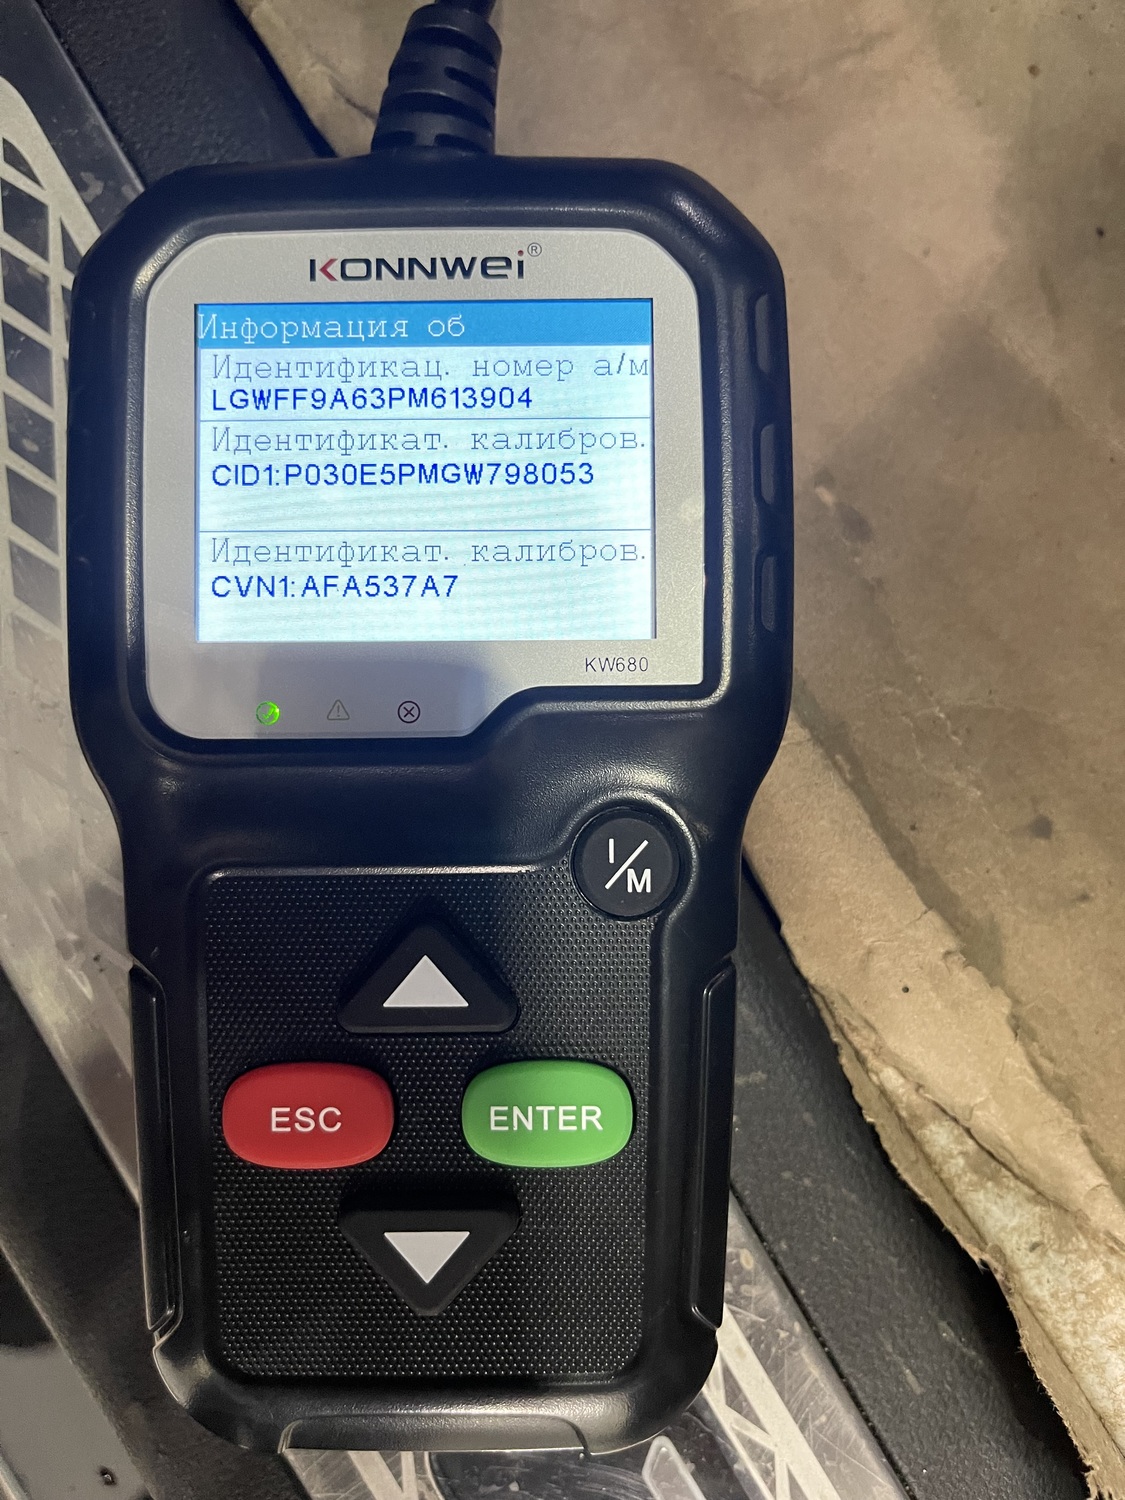 KONNWEI®
Информация об
Идентификац. номер а/м
LGWFF9A63PM613904
Идентификат. калибров.
CID1:P030E5PMGW798053
Идентификат. калибров.
CVN1:AFA537A7
KW680
I/M
ESC
ENTER